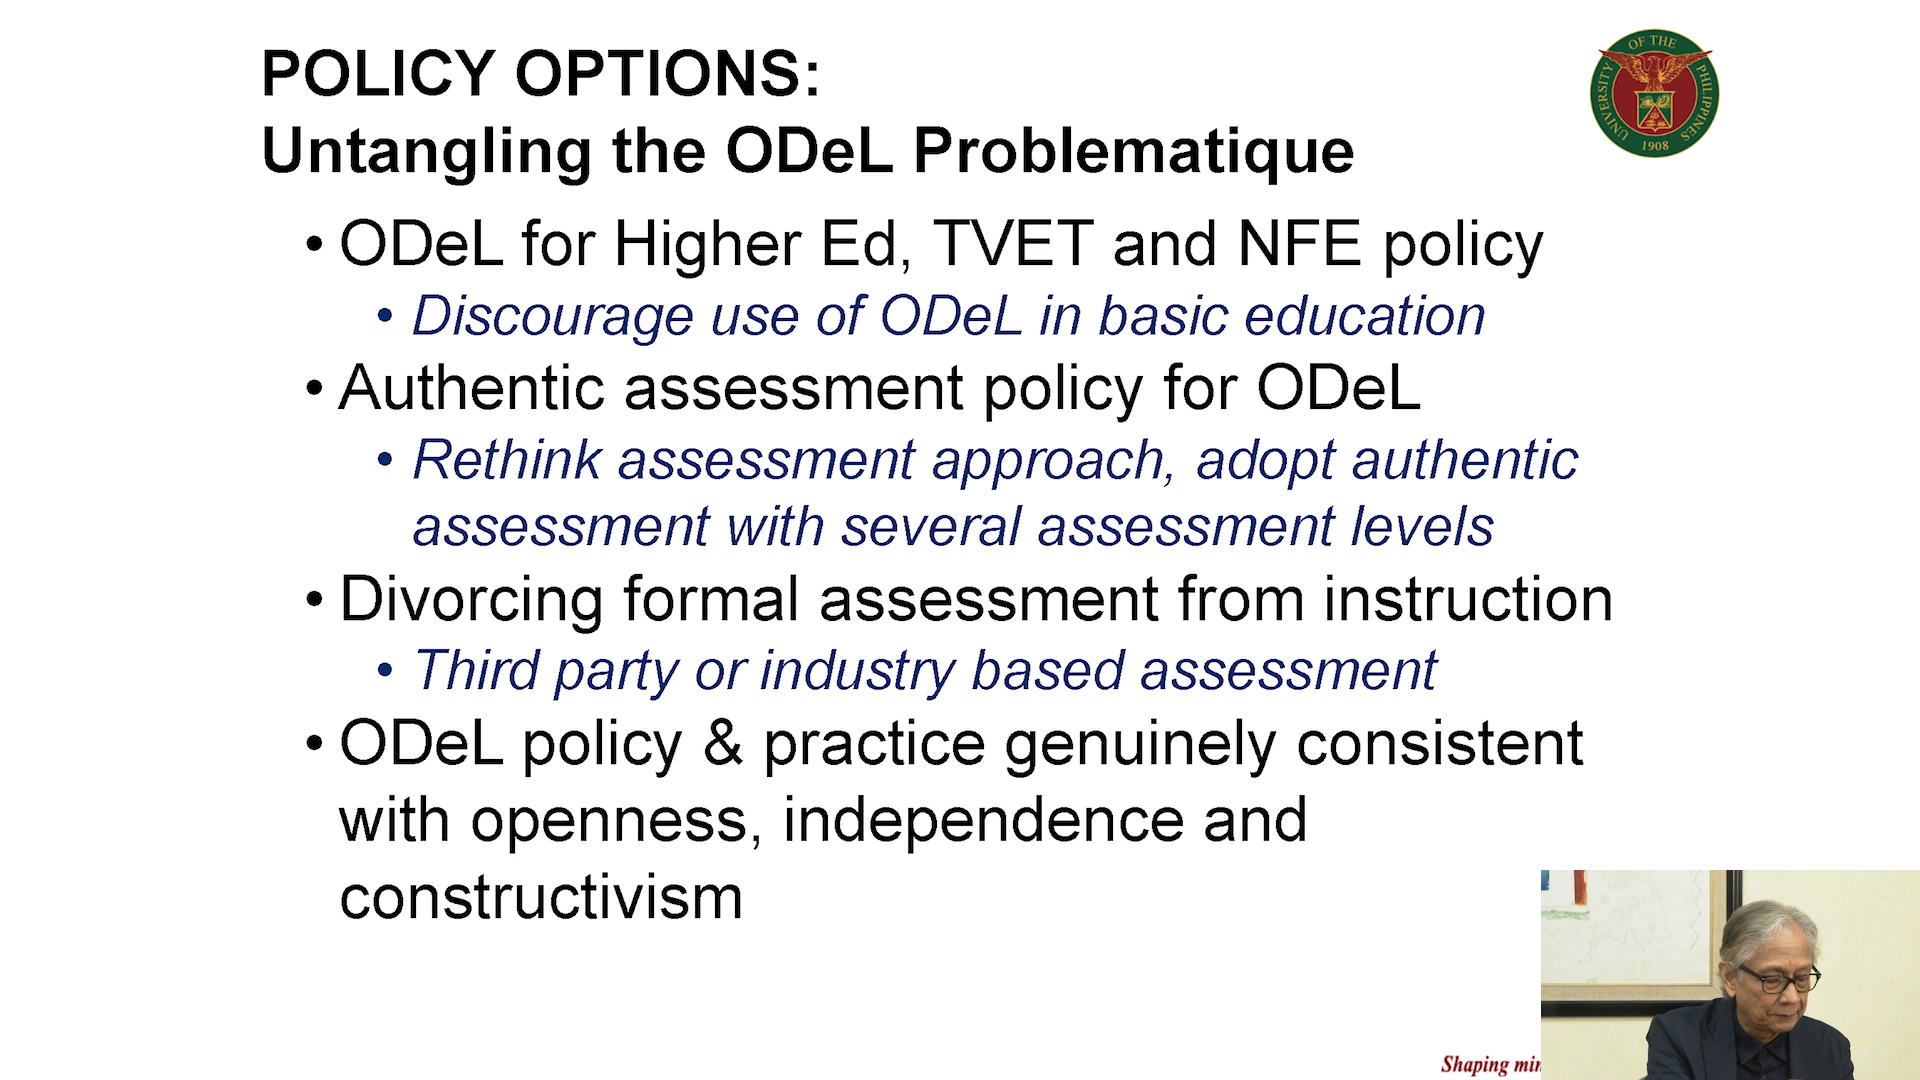 POLICY OPTIONS:
Untangling the ODeL Problematique
• ODeL for Higher Ed, TVET and NFE policy
• Discourage use of ODeL in basic education
• Authentic assessment policy for ODeL
• Rethink assessment approach, adopt authentic
assessment with several assessment levels
• Divorcing formal assessment from instruction
• Third party or industry based assessment
• ODeL policy & practice genuinely consistent
with openness, independence and
constructivism
UNIVERSITY OF THE PHILIPPINES
1908
Shaping